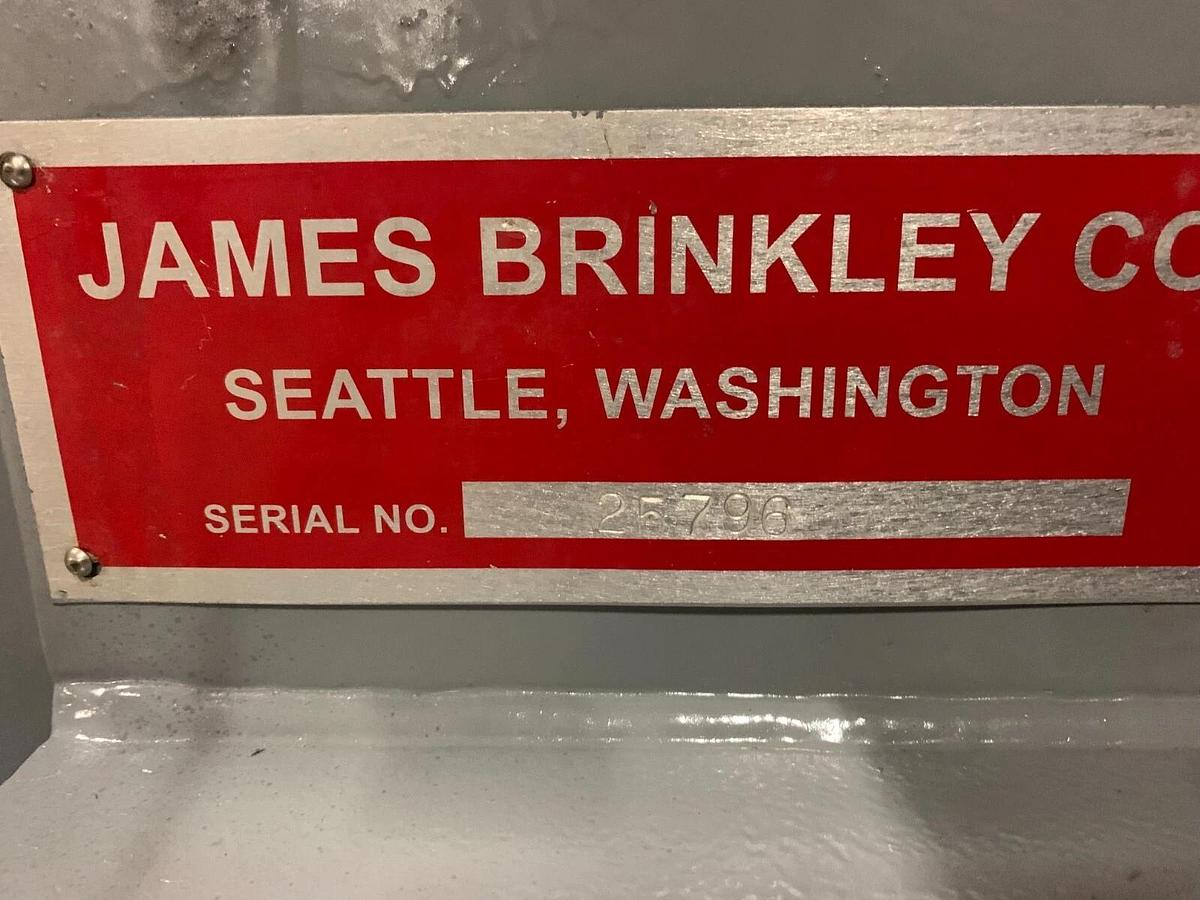 JAMES BRINKLEY CO
SEATTLE, WASHINGTON
SERIAL NO. 25796